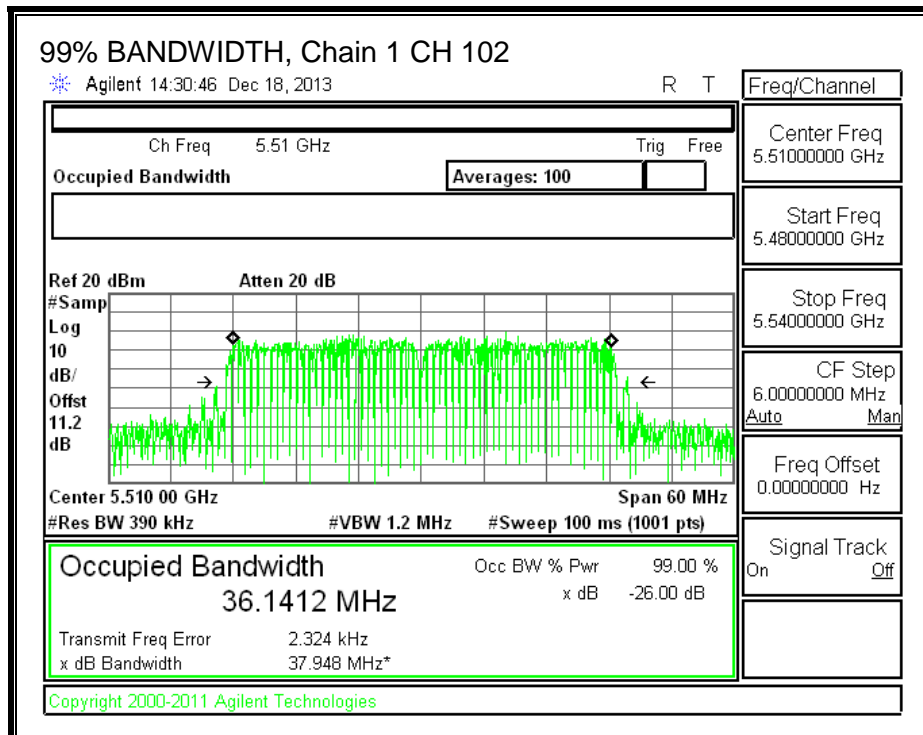 99% BANDWIDTH, Chain 1 CH 102
Agilent 14:30:46 Dec 18, 2013 R T
Freq/Channel
Ch Freq 5.51 GHz Trig Free
Occupied Bandwidth Averages: 100
Center Freq
5.51000000 GHz
Start Freq
5.48000000 GHz
Stop Freq
5.54000000 GHz
CF Step
6.00000000 MHz
Auto Man
Freq Offset
0.00000000 Hz
Signal Track
On Off
Ref 20 dBm Atten 20 dB
#Samp
Log
10
dB/
Offst
11.2
dB
Center 5.510 00 GHz Span 60 MHz
#Res BW 390 kHz #VBW 1.2 MHz #Sweep 100 ms (1001 pts)
Occupied Bandwidth Occ BW % Pwr 99.00 %
36.1412 MHz x dB -26.00 dB
Transmit Freq Error 2.324 kHz
x dB Bandwidth 37.948 MHz*
Copyright 2000-2011 Agilent Technologies